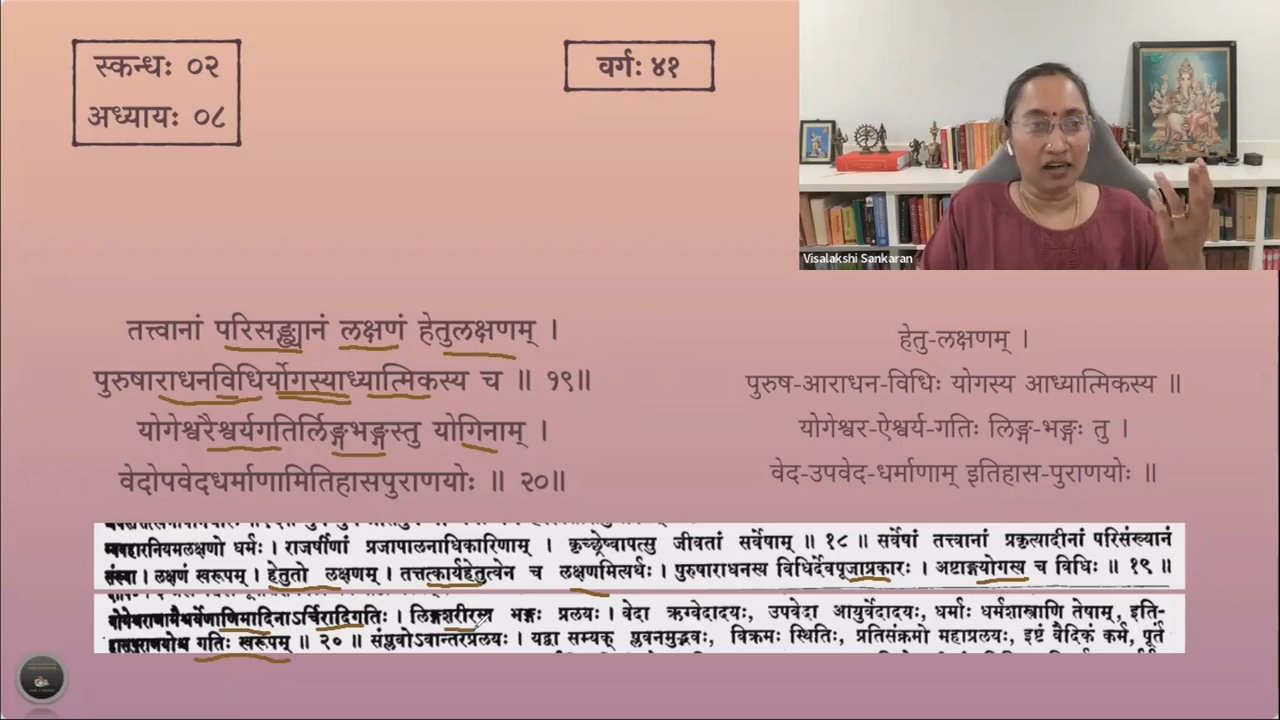 स्कन्धः ०२
अध्यायः ०८
वर्गः ४१
Visalakshi Sankaran
तत्त्वानां परिसङ्ख्यानं लक्षणं हेतुलक्षणम् ।
पुरुषाराधनविधिर्योगस्याध्यात्मिकस्य च ॥ १९॥
योगेश्वरैश्वर्यगतिर्लिङ्गभङ्गस्तु योगिनाम् ।
वेदोपवेदधर्माणामितिहासपुराणयोः ॥ २०॥
हेतु-लक्षणम् ।
पुरुष-आराधन-विधिः योगस्य आध्यात्मिकस्य ॥
योगेश्वर-ऐश्वर्य-गतिः लिङ्ग-भङ्गः तु ।
वेद-उपवेद-धर्माणाम् इतिहास-पुराणयोः ॥
व्यवहारनियमलक्षणो धर्मः । राजर्षीणां प्रजापालनाधिकारिणाम् । कृच्छ्रेष्वापत्सु जीवतां सर्वेषाम् ॥ १८ ॥ सर्वेषां तत्त्वानां प्रकृत्यादीनां परिसंख्यानं
संख्या । लक्षणं स्वरूपम् । हेतुतो लक्षणम् । तत्तत्कार्यहेतुत्वेन च लक्षणमित्यर्थः । पुरुषाराधनस्य विधिर्देवपूजाप्रकारः । अष्टाङ्गयोगस्य च विधिः ॥ १९ ॥
योगेश्वराणामैश्वर्येणाणिमादिनाऽर्चिरादिगतिः । लिङ्गशरीरस्य भङ्गः प्रलयः । वेदा ऋग्वेदादयः, उपवेदा आयुर्वेदादयः, धर्माः धर्मशास्त्राणि तेषाम्, इति-
हासपुराणयोश्च गतिः स्वरूपम् ॥ २० ॥ संप्लवोऽवान्तरप्रलयः । यद्वा सम्यक् प्लवनमुद्भवः, विक्रमः स्थितिः, प्रतिसंक्रमो महाप्रलयः, इष्टं वैदिकं कर्म, पूर्त